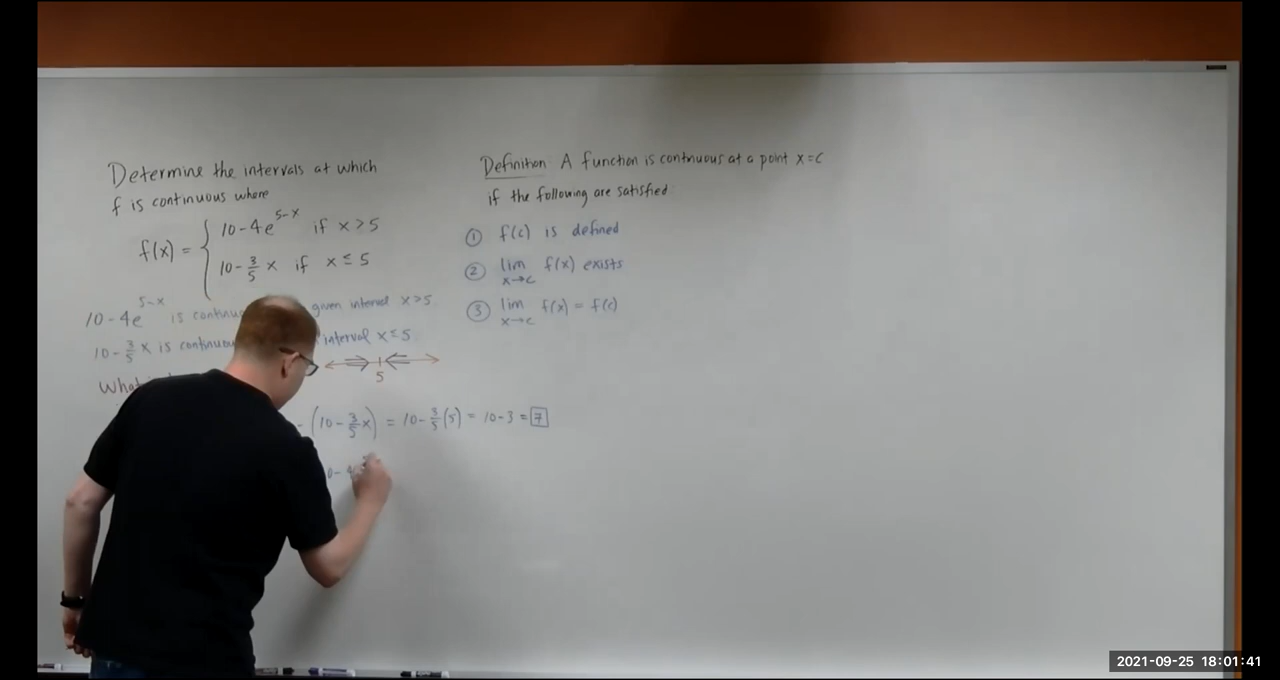 Determine the intervals at which
f is continuous where
f(x) = { 10-4e^{5-x} if x > 5
10 - 3/5 x if x ≤ 5
10-4e^{5-x} is given interval x > 5
10 - 3/5 x is interval x ≤ 5
5
(10 - 3/5 x) = 10 - 3/5 (5) = 10-3 = 7
Definition: A function is continuous at a point x=c
if the following are satisfied:
① f(c) is defined
② lim x→c f(x) exists
③ lim x→c f(x) = f(c)
2021-09-25 18:01:41